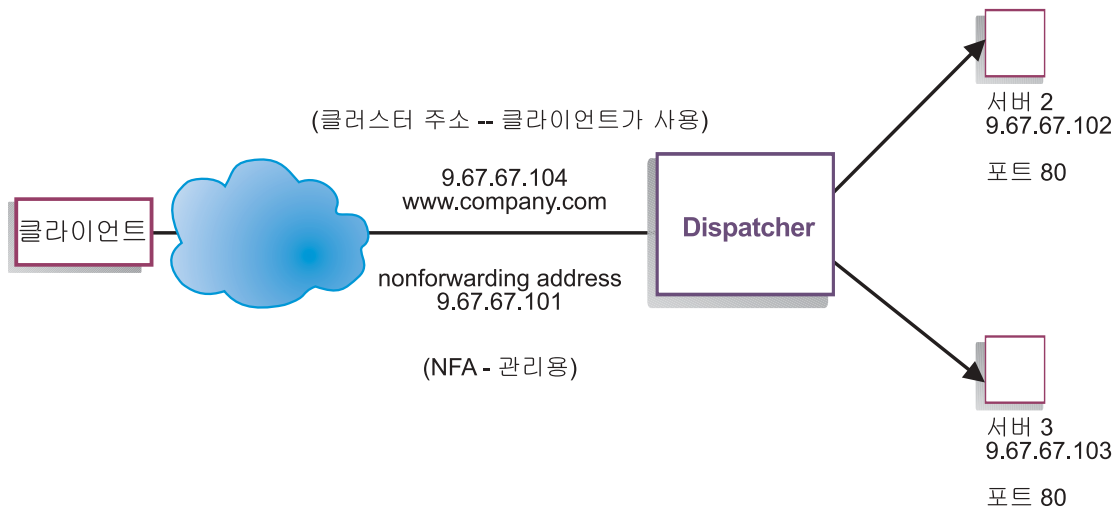 (클러스터 주소 -- 클라이언트가 사용)
9.67.67.104
www.company.com
클라이언트
Dispatcher
nonforwarding address
9.67.67.101
(NFA - 관리용)
서버 2
9.67.67.102
포트 80
서버 3
9.67.67.103
포트 80